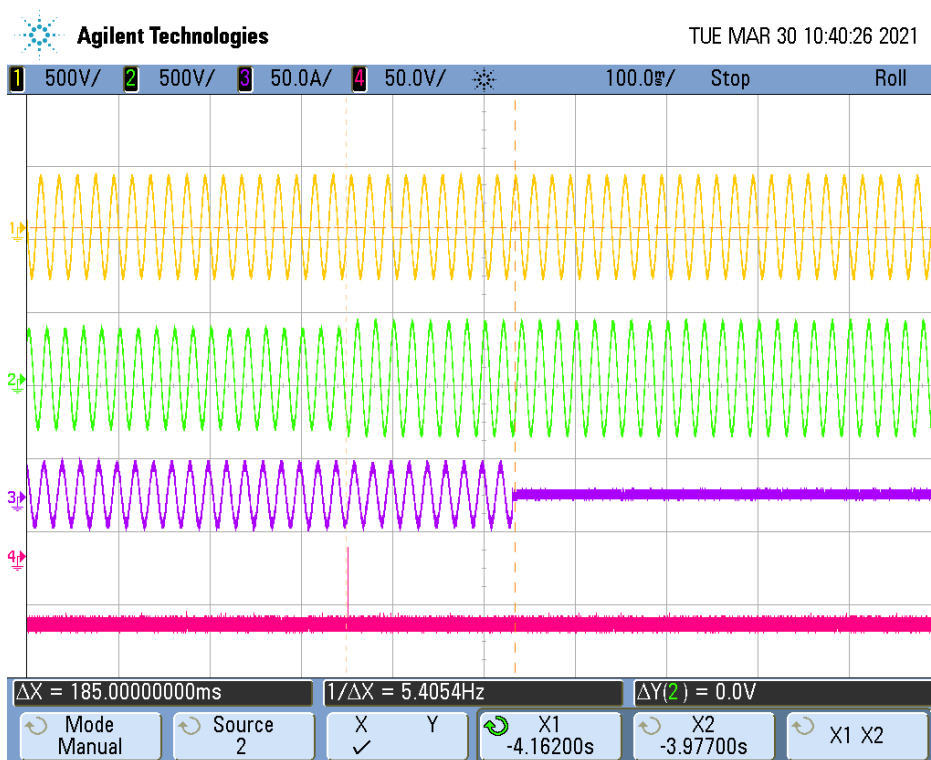 Agilent Technologies TUE MAR 30 10:40:26 2021
1 500V/ 2 500V/ 3 50.0A/ 4 50.0V/ 100.0ms/ Stop Roll
1
2
3
4
ΔX = 185.00000000ms 1/ΔX = 5.4054Hz ΔY(2) = 0.0V
Mode Source X Y X1 X2 X1 X2
Manual 2 ✓ -4.16200s -3.97700s